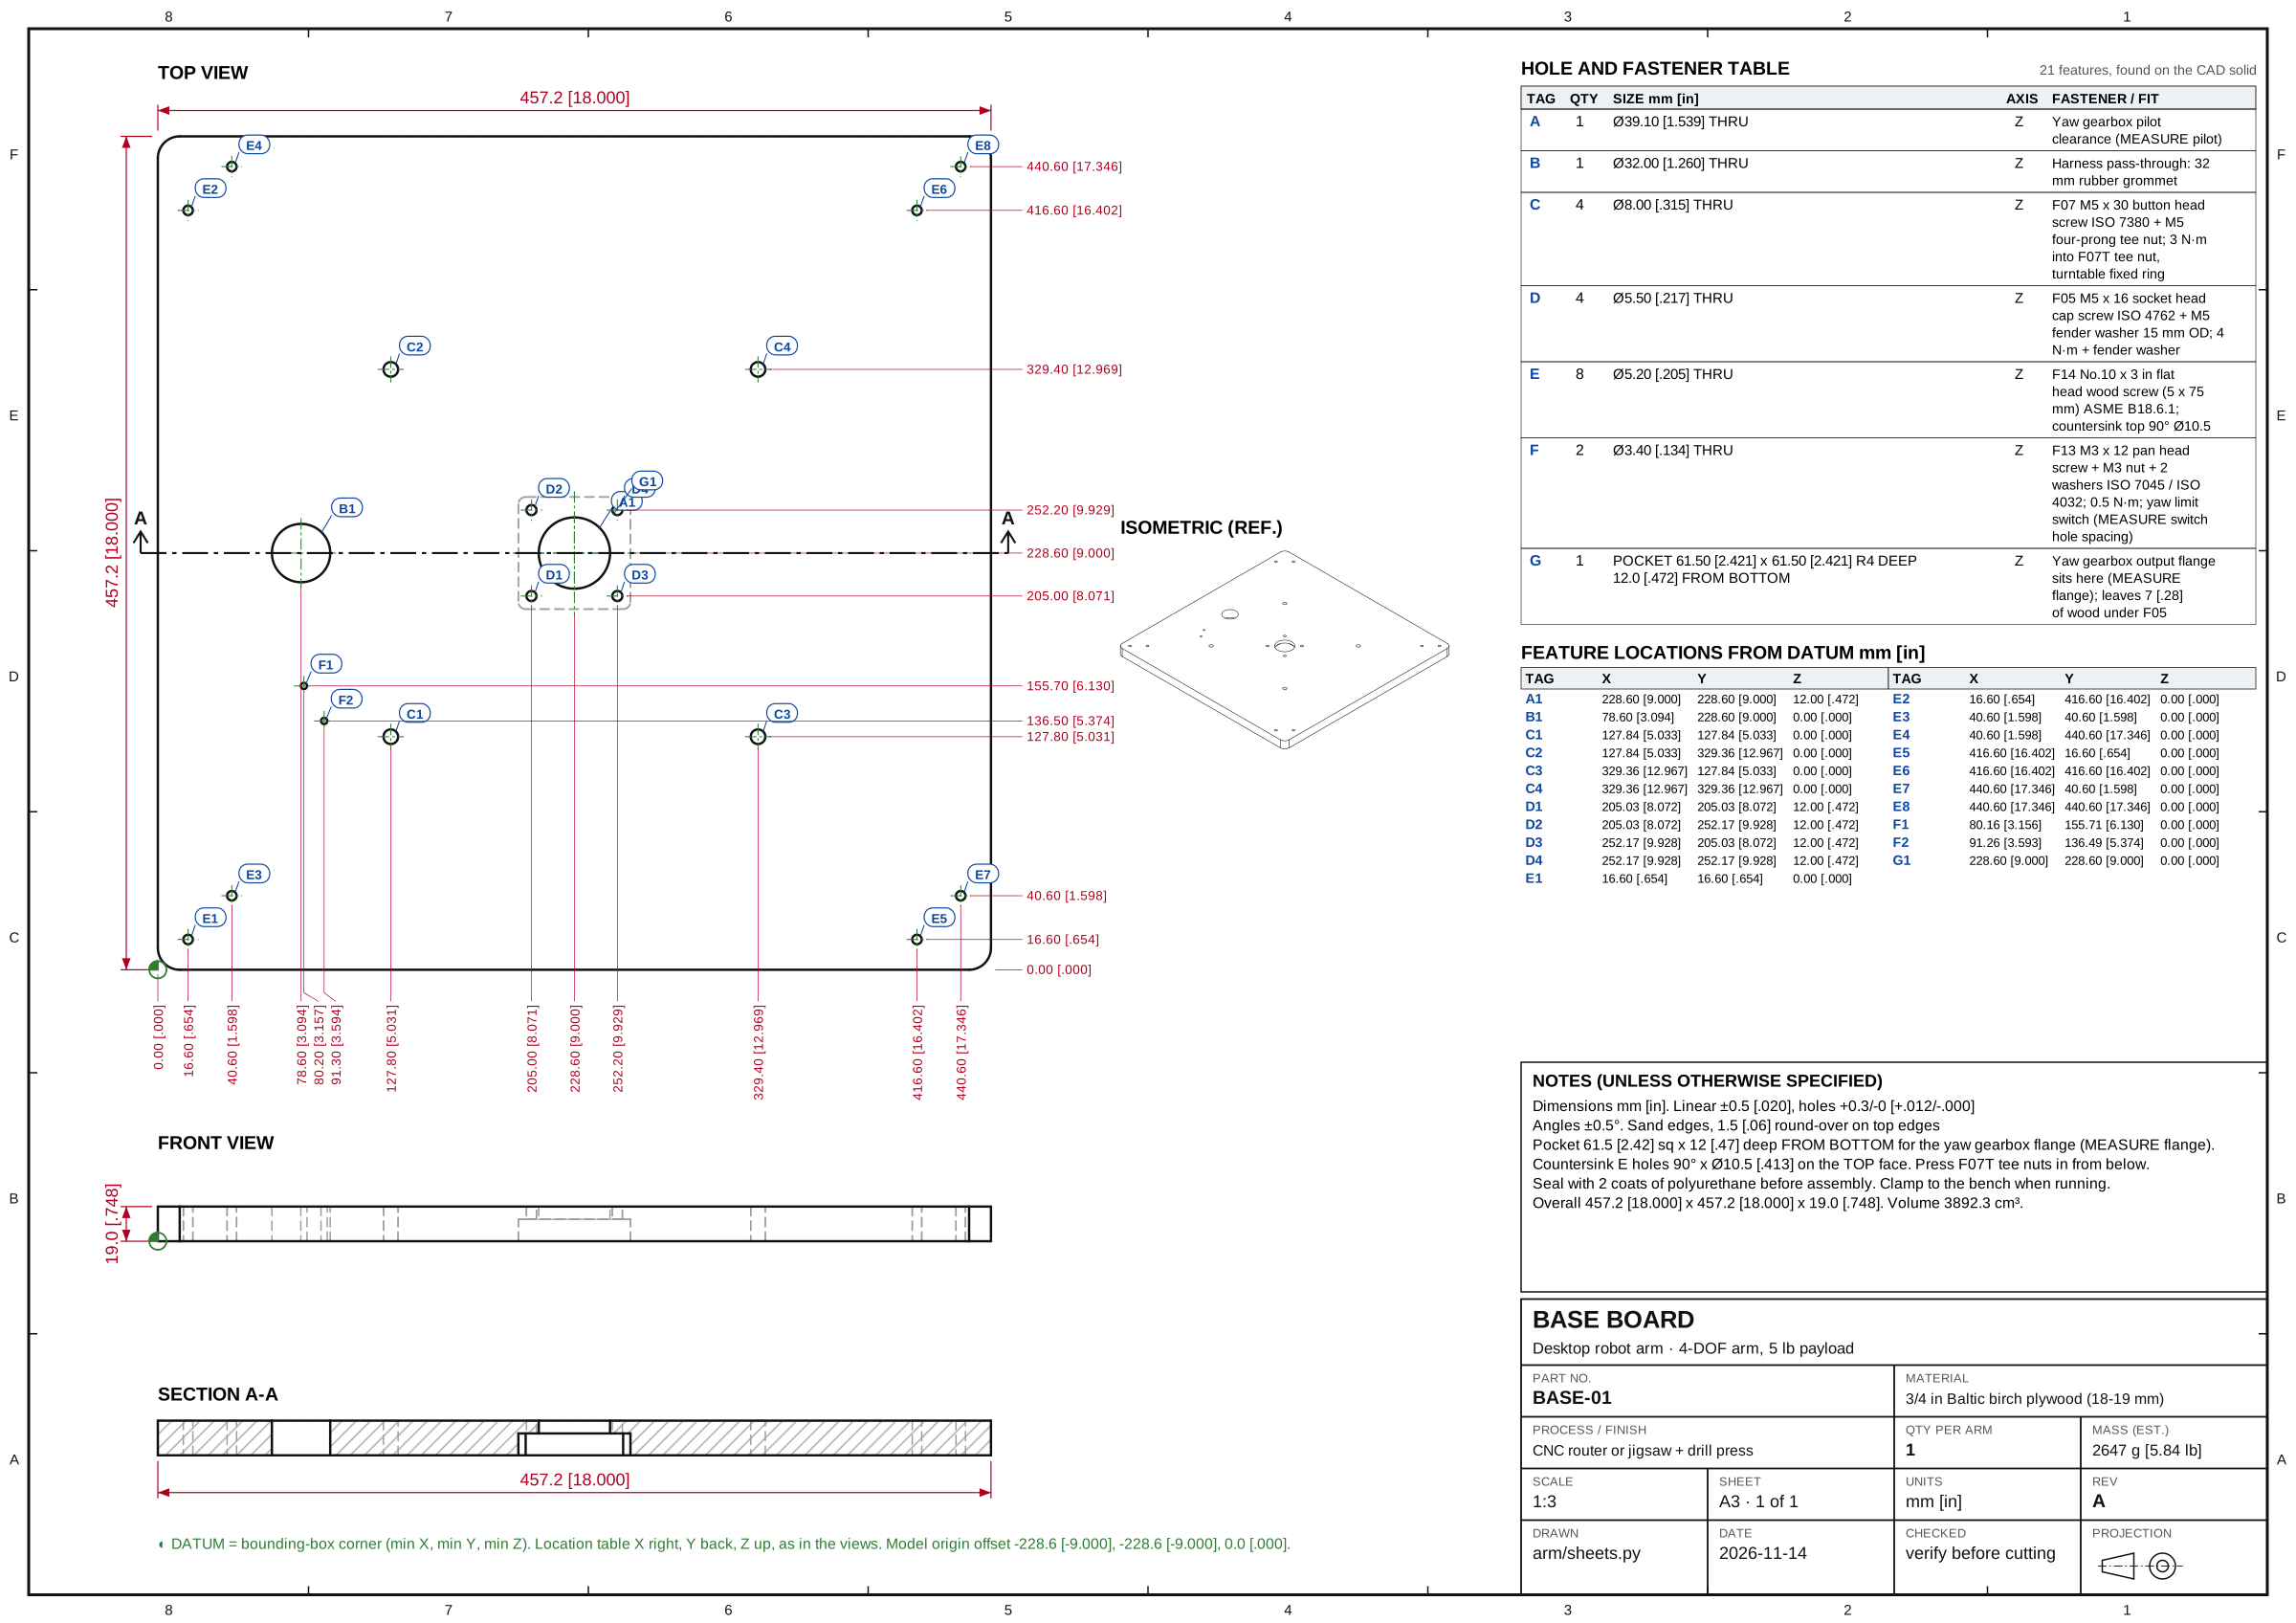 8 7 6 5 4 3 2 1
TOP VIEW
457.2 [18.000]
457.2 [18.000]
F
E
D
C
B
A
E4
E8
E2
E6
440.60 [17.346]
416.60 [16.402]
C2
C4
329.40 [12.969]
D2
G1
A1
B1
A
A
252.20 [9.929]
228.60 [9.000]
D1
D3
205.00 [8.071]
F1
155.70 [6.130]
F2
136.50 [5.374]
C1
C3
127.80 [5.031]
E3
E7
40.60 [1.598]
E1
E5
16.60 [.654]
0.00 [.000]
0.00 [.000]
16.60 [.654]
40.60 [1.598]
78.60 [3.094]
80.20 [3.157]
91.30 [3.594]
127.80 [5.031]
205.00 [8.071]
228.60 [9.000]
252.20 [9.929]
329.40 [12.969]
416.60 [16.402]
440.60 [17.346]
ISOMETRIC (REF.)
FRONT VIEW
19.0 [.748]
SECTION A-A
457.2 [18.000]
DATUM = bounding-box corner (min X, min Y, min Z). Location table X right, Y back, Z up, as in the views. Model origin offset -228.6 [-9.000], -228.6 [-9.000], 0.0 [.000].
HOLE AND FASTENER TABLE
21 features, found on the CAD solid
TAG QTY SIZE mm [in] AXIS FASTENER / FIT
A 1 Ø39.10 [1.539] THRU Z Yaw gearbox pilot
clearance (MEASURE pilot)
B 1 Ø32.00 [1.260] THRU Z Harness pass-through: 32
mm rubber grommet
C 4 Ø8.00 [.315] THRU Z F07 M5 x 30 button head
screw ISO 7380 + M5
four-prong tee nut; 3 N·m
into F07T tee nut,
turntable fixed ring
D 4 Ø5.50 [.217] THRU Z F05 M5 x 16 socket head
cap screw ISO 4762 + M5
fender washer 15 mm OD; 4
N·m + fender washer
E 8 Ø5.20 [.205] THRU Z F14 No.10 x 3 in flat
head wood screw (5 x 75
mm) ASME B18.6.1;
countersink top 90° Ø10.5
F 2 Ø3.40 [.134] THRU Z F13 M3 x 12 pan head
screw + M3 nut + 2
washers ISO 7045 / ISO
4032; 0.5 N·m; yaw limit
switch (MEASURE switch
hole spacing)
G 1 POCKET 61.50 [2.421] x 61.50 [2.421] R4 DEEP Z Yaw gearbox output flange
12.0 [.472] FROM BOTTOM sits here (MEASURE
flange); leaves 7 [.28]
of wood under F05
FEATURE LOCATIONS FROM DATUM mm [in]
TAG X Y Z TAG X Y Z
A1 228.60 [9.000] 228.60 [9.000] 12.00 [.472] E2 16.60 [.654] 416.60 [16.402] 0.00 [.000]
B1 78.60 [3.094] 228.60 [9.000] 0.00 [.000] E3 40.60 [1.598] 40.60 [1.598] 0.00 [.000]
C1 127.84 [5.033] 127.84 [5.033] 0.00 [.000] E4 40.60 [1.598] 440.60 [17.346] 0.00 [.000]
C2 127.84 [5.033] 329.36 [12.967] 0.00 [.000] E5 416.60 [16.402] 16.60 [.654] 0.00 [.000]
C3 329.36 [12.967] 127.84 [5.033] 0.00 [.000] E6 416.60 [16.402] 416.60 [16.402] 0.00 [.000]
C4 329.36 [12.967] 329.36 [12.967] 0.00 [.000] E7 440.60 [17.346] 40.60 [1.598] 0.00 [.000]
D1 205.03 [8.072] 205.03 [8.072] 12.00 [.472] E8 440.60 [17.346] 440.60 [17.346] 0.00 [.000]
D2 205.03 [8.072] 252.17 [9.928] 12.00 [.472] F1 80.16 [3.156] 155.71 [6.130] 0.00 [.000]
D3 252.17 [9.928] 205.03 [8.072] 12.00 [.472] F2 91.26 [3.593] 136.49 [5.374] 0.00 [.000]
D4 252.17 [9.928] 252.17 [9.928] 12.00 [.472] G1 228.60 [9.000] 228.60 [9.000] 0.00 [.000]
E1 16.60 [.654] 16.60 [.654] 0.00 [.000]
NOTES (UNLESS OTHERWISE SPECIFIED)
Dimensions mm [in]. Linear ±0.5 [.020], holes +0.3/-0 [+.012/-.000]
Angles ±0.5°. Sand edges, 1.5 [.06] round-over on top edges
Pocket 61.5 [2.42] sq x 12 [.47] deep FROM BOTTOM for the yaw gearbox flange (MEASURE flange).
Countersink E holes 90° x Ø10.5 [.413] on the TOP face. Press F07T tee nuts in from below.
Seal with 2 coats of polyurethane before assembly. Clamp to the bench when running.
Overall 457.2 [18.000] x 457.2 [18.000] x 19.0 [.748]. Volume 3892.3 cm³.
BASE BOARD
Desktop robot arm · 4-DOF arm, 5 lb payload
PART NO. MATERIAL
BASE-01 3/4 in Baltic birch plywood (18-19 mm)
PROCESS / FINISH QTY PER ARM MASS (EST.)
CNC router or jigsaw + drill press 1 2647 g [5.84 lb]
SCALE SHEET UNITS REV
1:3 A3 · 1 of 1 mm [in] A
DRAWN DATE CHECKED PROJECTION
arm/sheets.py 2026-11-14 verify before cutting
F
E
D
C
B
A
8 7 6 5 4 3 2 1